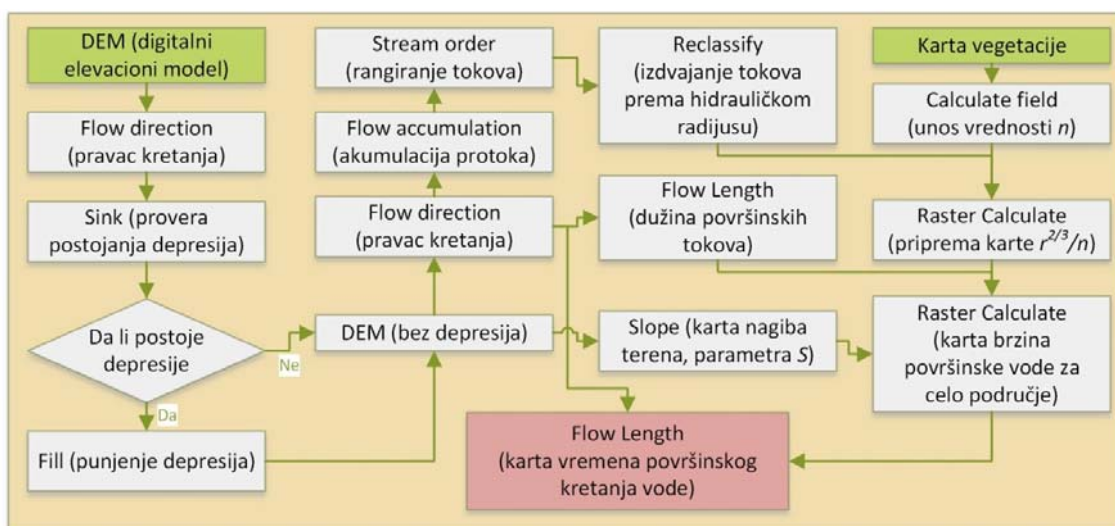 DEM (digitalni
elevacioni model)
Flow direction
(pravac kretanja)
Sink (provera
postojanja depresija)
Da li postoje
depresije
Ne
Da
Fill (punjenje depresija)
Stream order
(rangiranje tokova)
Flow accumulation
(akumulacija protoka)
Flow direction
(pravac kretanja)
DEM (bez depresija)
Reclassify
(izdvajanje tokova
prema hidrauličkom
radijusu)
Flow Length
(dužina površinskih
tokova)
Slope (karta nagiba
terena, parametra S)
Flow Length
(karta vremena površinskog
kretanja vode)
Karta vegetacije
Calculate field
(unos vrednosti n)
Raster Calculate
(priprema karte r^2/3/n)
Raster Calculate
(karta brzina
površinske vode za
celo područje)